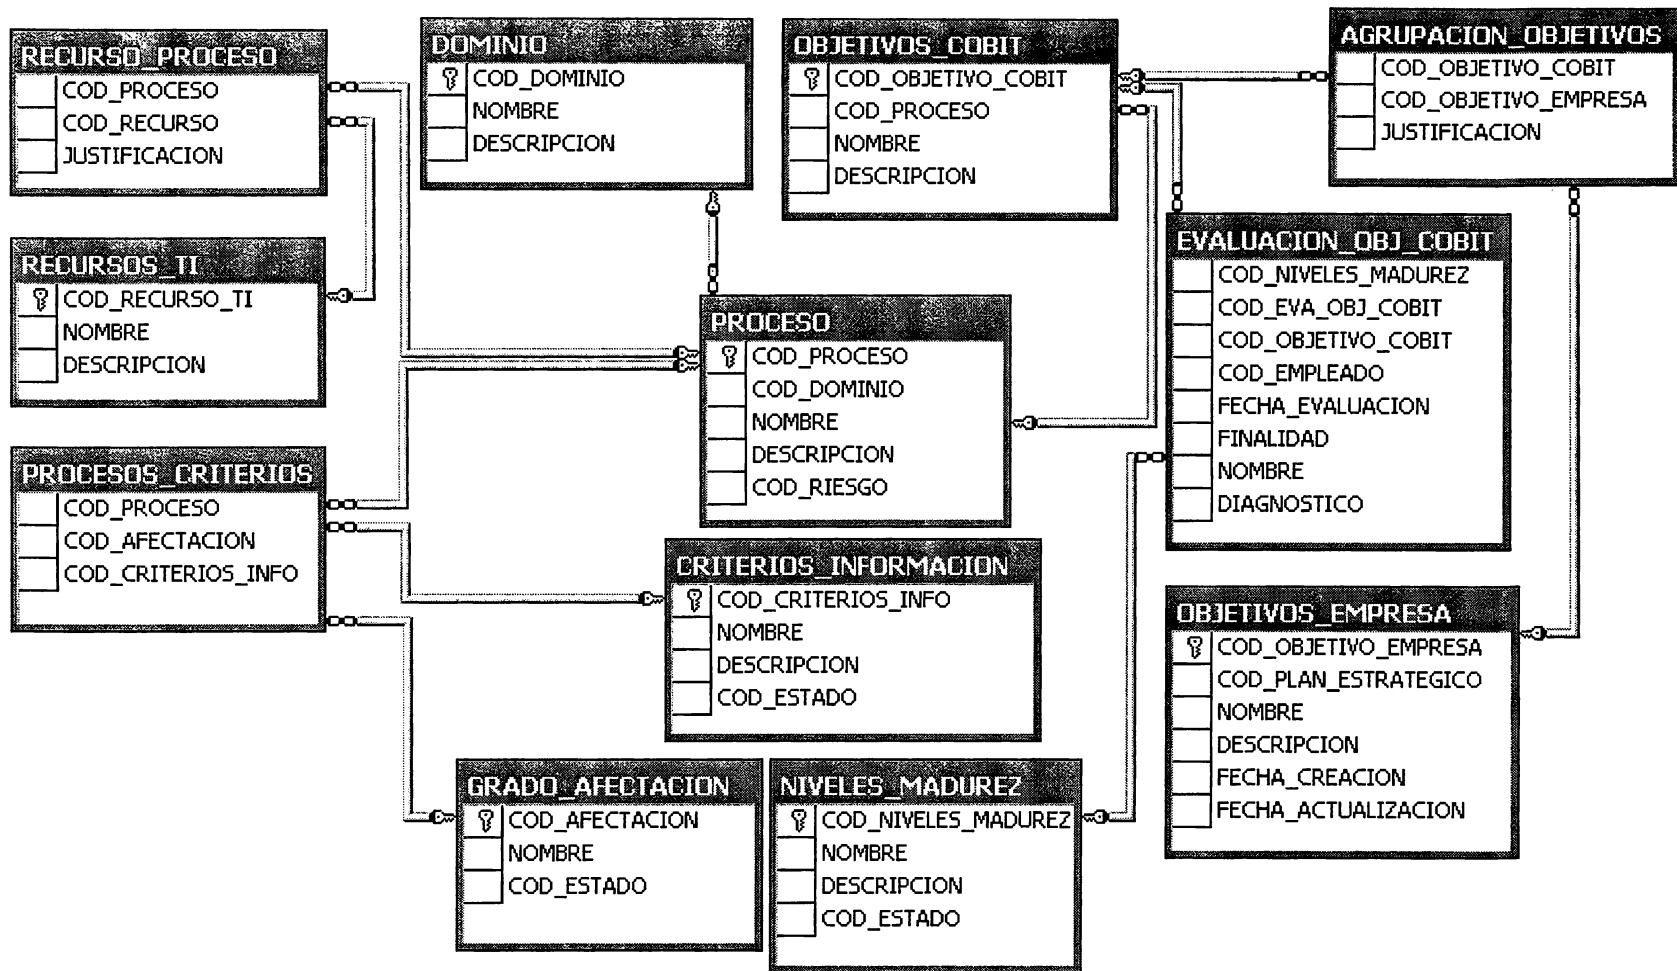 RECURSO_PROCESO
COD_PROCESO
COD_RECURSO
JUSTIFICACION
DOMINIO
COD_DOMINIO
NOMBRE
DESCRIPCION
OBJETIVOS_COBIT
COD_OBJETIVO_COBIT
COD_PROCESO
NOMBRE
DESCRIPCION
AGRUPACION_OBJETIVOS
COD_OBJETIVO_COBIT
COD_OBJETIVO_EMPRESA
JUSTIFICACION
RECURSOS_TI
COD_RECURSO_TI
NOMBRE
DESCRIPCION
PROCESO
COD_PROCESO
COD_DOMINIO
NOMBRE
DESCRIPCION
COD_RIESGO
EVALUACION_OBJ_COBIT
COD_NIVELES_MADUREZ
COD_EVA_OBJ_COBIT
COD_OBJETIVO_COBIT
COD_EMPLEADO
FECHA_EVALUACION
FINALIDAD
NOMBRE
DIAGNOSTICO
PROCESOS_CRITERIOS
COD_PROCESO
COD_AFECTACION
COD_CRITERIOS_INFO
CRITERIOS_INFORMACION
COD_CRITERIOS_INFO
NOMBRE
DESCRIPCION
COD_ESTADO
OBJETIVOS_EMPRESA
COD_OBJETIVO_EMPRESA
COD_PLAN_ESTRATEGICO
NOMBRE
DESCRIPCION
FECHA_CREACION
FECHA_ACTUALIZACION
GRADO_AFECTACION
COD_AFECTACION
NOMBRE
COD_ESTADO
NIVELES_MADUREZ
COD_NIVELES_MADUREZ
NOMBRE
DESCRIPCION
COD_ESTADO